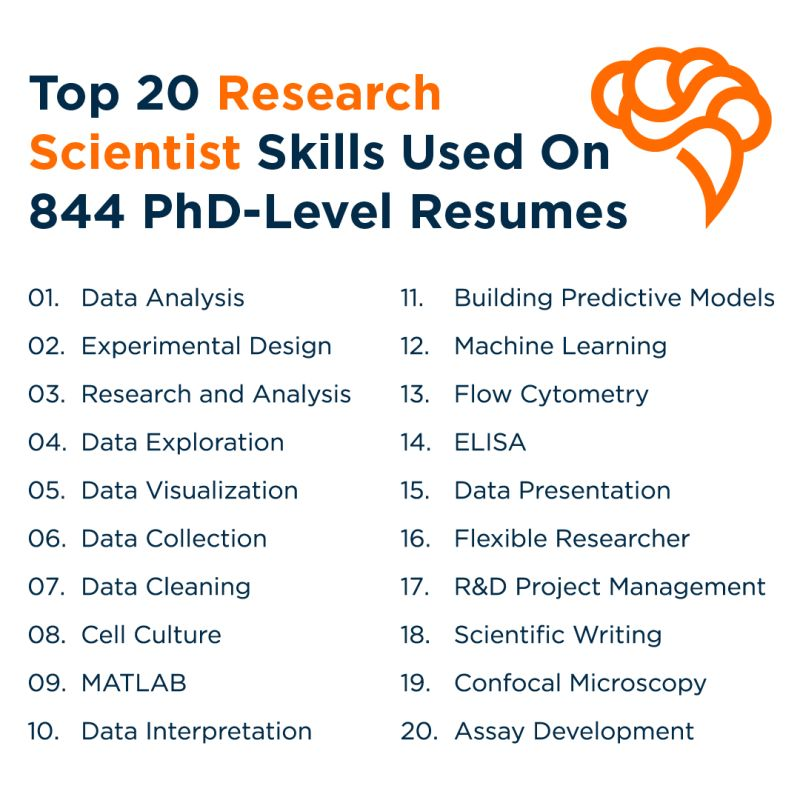 Top 20 Research
Scientist Skills Used On
844 PhD-Level Resumes
01. Data Analysis
02. Experimental Design
03. Research and Analysis
04. Data Exploration
05. Data Visualization
06. Data Collection
07. Data Cleaning
08. Cell Culture
09. MATLAB
10. Data Interpretation
11. Building Predictive Models
12. Machine Learning
13. Flow Cytometry
14. ELISA
15. Data Presentation
16. Flexible Researcher
17. R&D Project Management
18. Scientific Writing
19. Confocal Microscopy
20. Assay Development